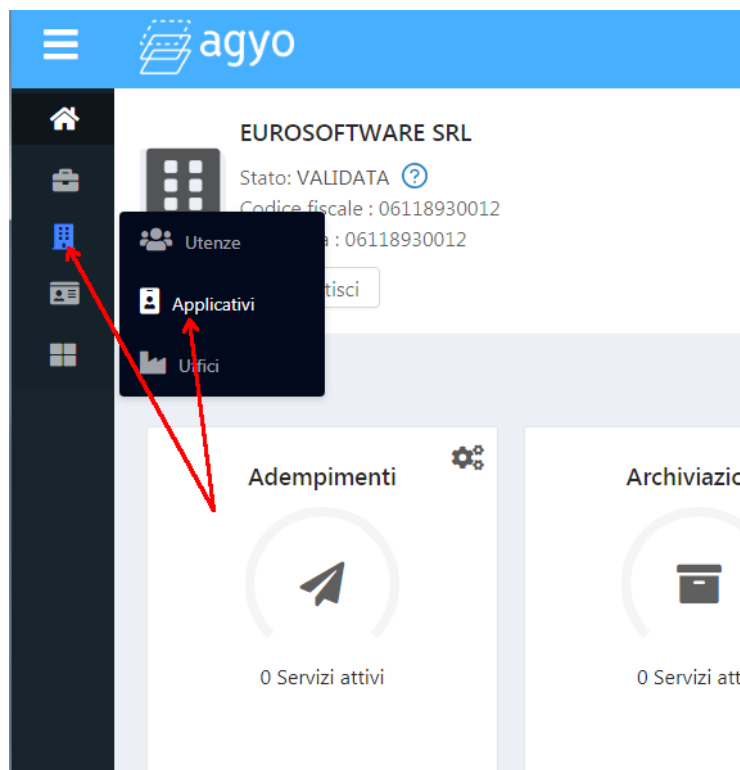 agyo
EUROSOFTWARE SRL
Stato: VALIDATA ?
Codice fiscale : 06118930012
: 06118930012
Utenze
Applicativi
Uffici
Adempimenti
0 Servizi attivi
Archiviazio
0 Servizi att